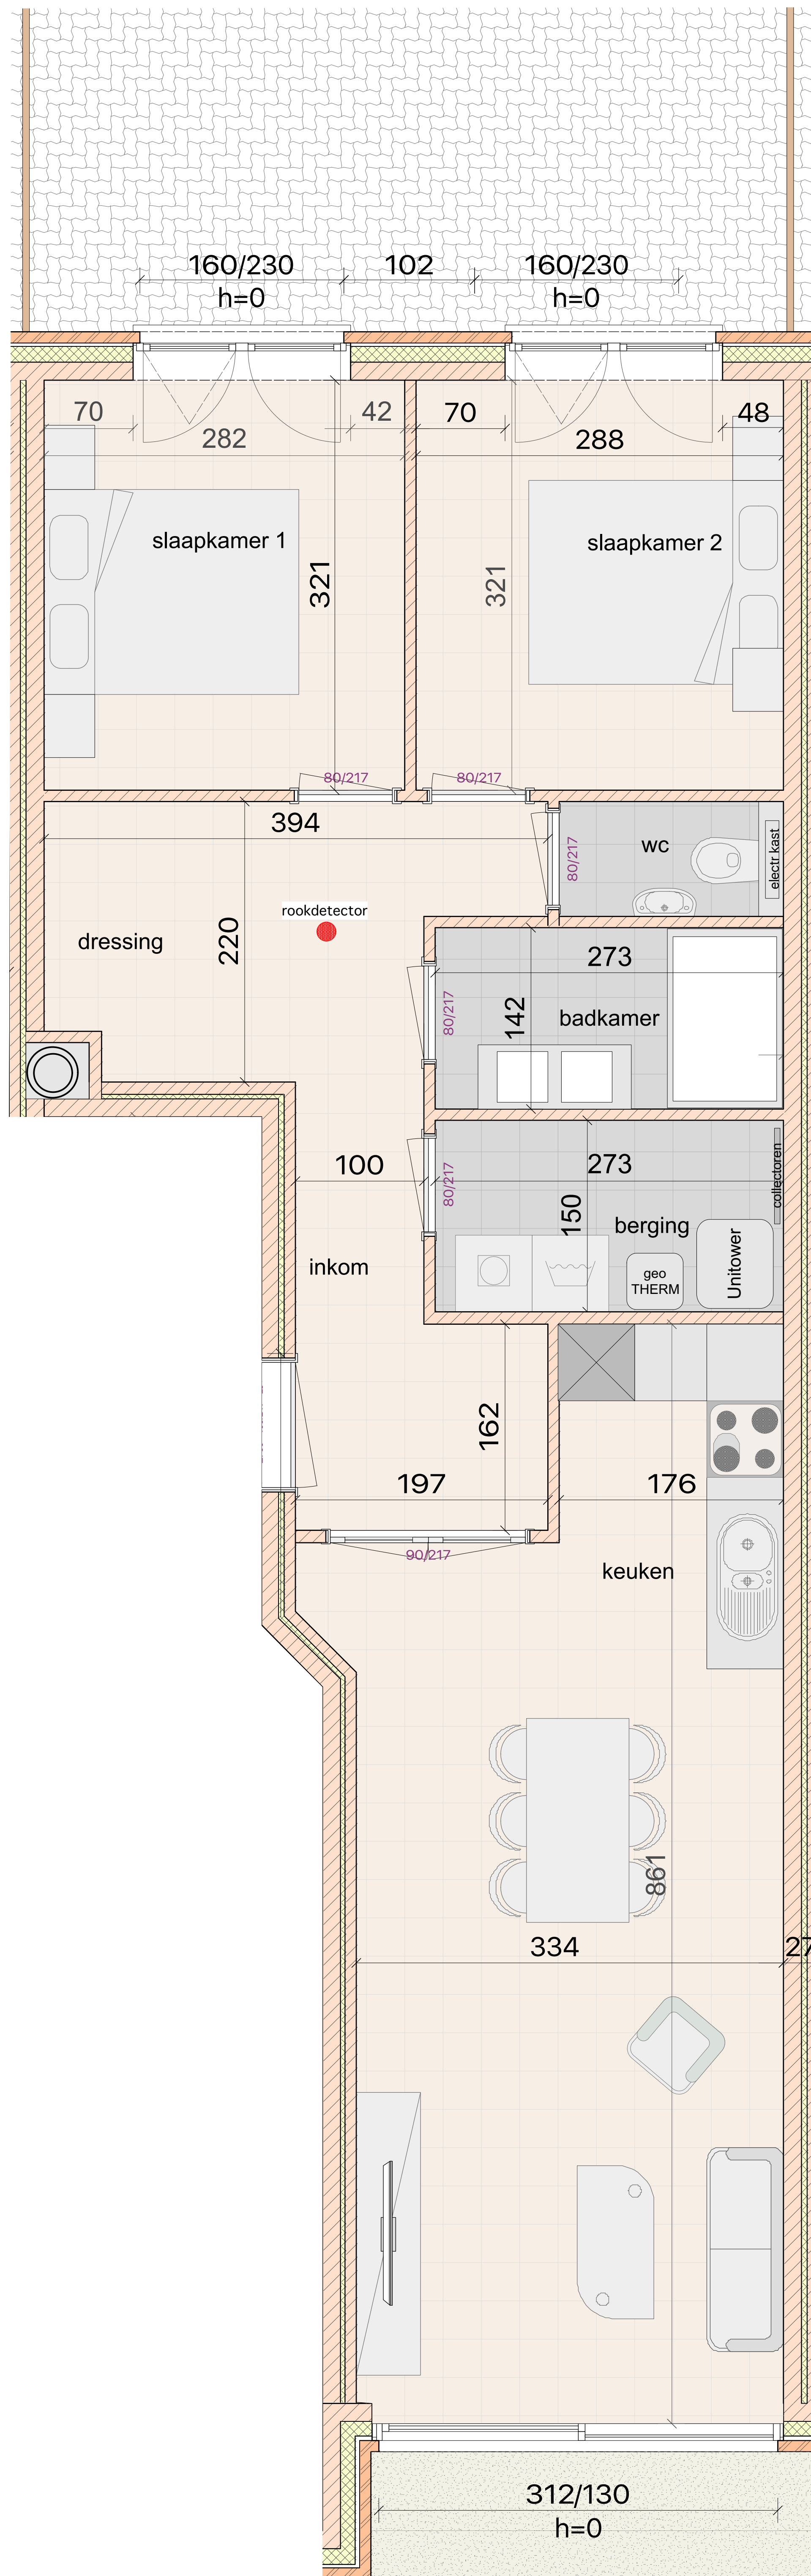 160/230 102 160/230
h=0 h=0
70 42 70 48
282 288
slaapkamer 1 slaapkamer 2
321 321
80/217 80/217
394
wc
electr kast
80/217
rookdetector
dressing
220
273
142
badkamer
80/217
100
273
80/217
150
collectoren
berging
inkom
geo
THERM
Unitower
162
197 176
90/217
keuken
861
334 27
312/130
h=0